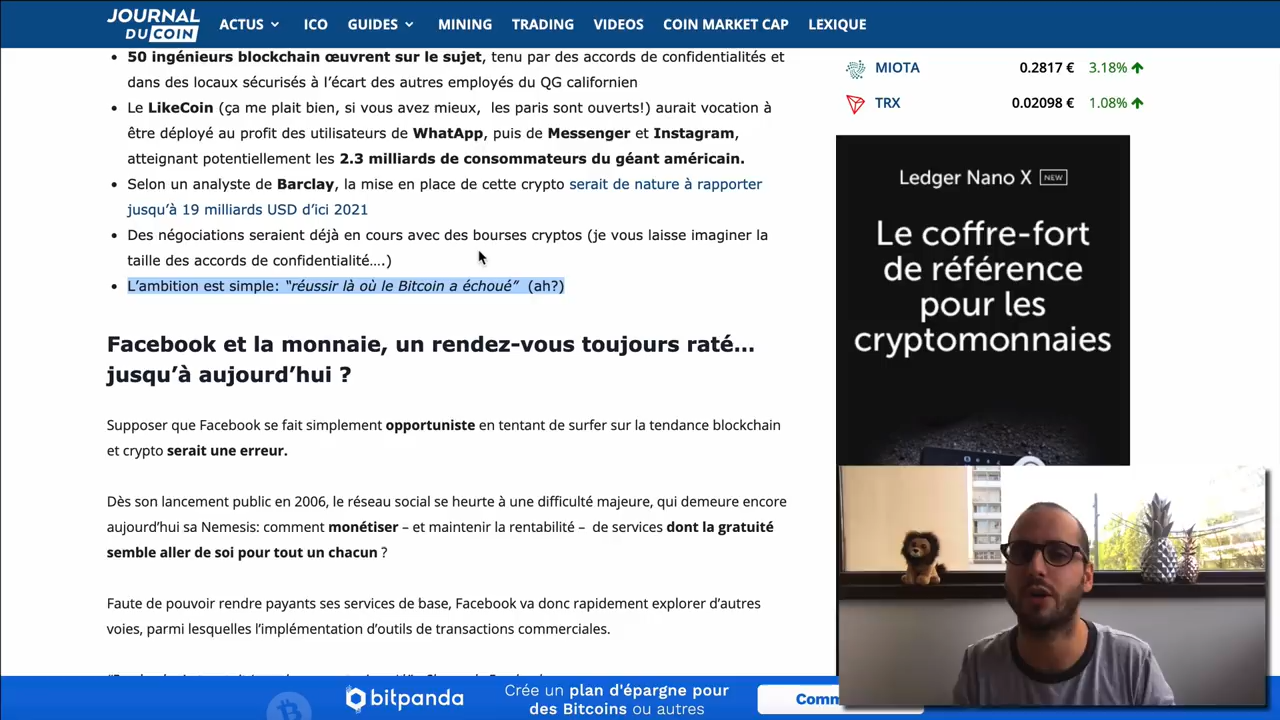 JOURNAL
DU COIN
ACTUS
ICO
GUIDES
MINING
TRADING
VIDEOS
COIN MARKET CAP
LEXIQUE
50 ingénieurs blockchain œuvrent sur le sujet, tenu par des accords de confidentialités et
dans des locaux sécurisés à l’écart des autres employés du QG californien
Le LikeCoin (ça me plait bien, si vous avez mieux, les paris sont ouverts!) aurait vocation à
être déployé au profit des utilisateurs de WhatApp, puis de Messenger et Instagram,
atteignant potentiellement les 2.3 milliards de consommateurs du géant américain.
Selon un analyste de Barclay, la mise en place de cette crypto serait de nature à rapporter
jusqu’à 19 milliards USD d’ici 2021
Des négociations seraient déjà en cours avec des bourses cryptos (je vous laisse imaginer la
taille des accords de confidentialité….)
L’ambition est simple: “réussir là où le Bitcoin a échoué” (ah?)
Facebook et la monnaie, un rendez-vous toujours raté…
jusqu’à aujourd’hui ?
Supposer que Facebook se fait simplement opportuniste en tentant de surfer sur la tendance blockchain
et crypto serait une erreur.
Dès son lancement public en 2006, le réseau social se heurte à une difficulté majeure, qui demeure encore
aujourd’hui sa Nemesis: comment monétiser – et maintenir la rentabilité – de services dont la gratuité
semble aller de soi pour tout un chacun ?
Faute de pouvoir rendre payants ses services de base, Facebook va donc rapidement explorer d’autres
voies, parmi lesquelles l’implémentation d’outils de transactions commerciales.
MIOTA 0.2817 € 3.18%
TRX 0.02098 € 1.08%
Ledger Nano X NEW
Le coffre-fort
de référence
pour les
cryptomonnaies
bitpanda
Crée un plan d'épargne pour
des Bitcoins ou autres